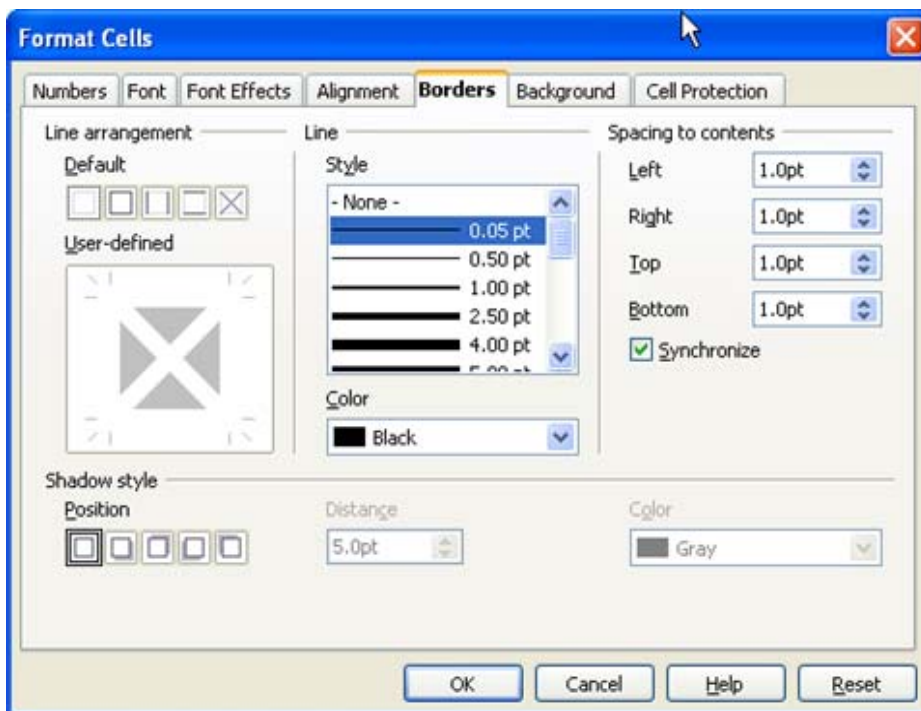 Format Cells
Numbers Font Font Effects Alignment Borders Background Cell Protection
Line arrangement
Default
User-defined
Line
Style
- None -
0.05 pt
0.50 pt
1.00 pt
2.50 pt
4.00 pt
5.00 pt
Color
Black
Spacing to contents
Left 1.0pt
Right 1.0pt
Top 1.0pt
Bottom 1.0pt
Synchronize
Shadow style
Position
Distance
5.0pt
Color
Gray
OK Cancel Help Reset